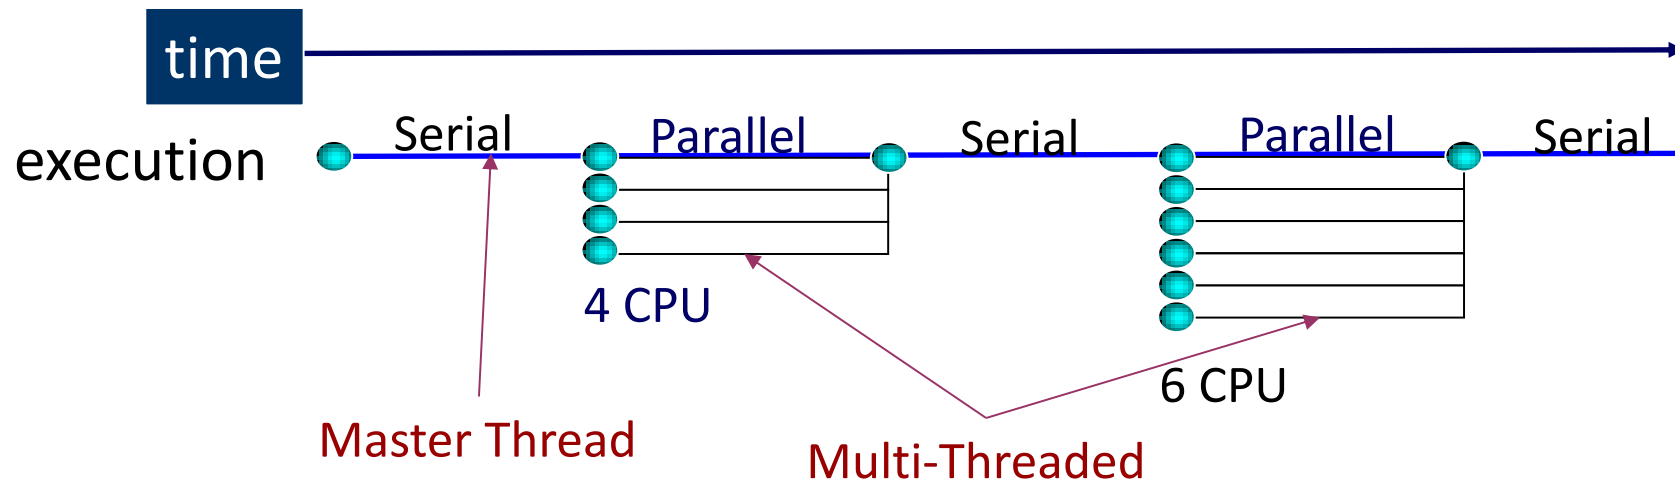 time
execution
Serial
Parallel
Serial
Parallel
Serial
4 CPU
6 CPU
Master Thread
Multi-Threaded